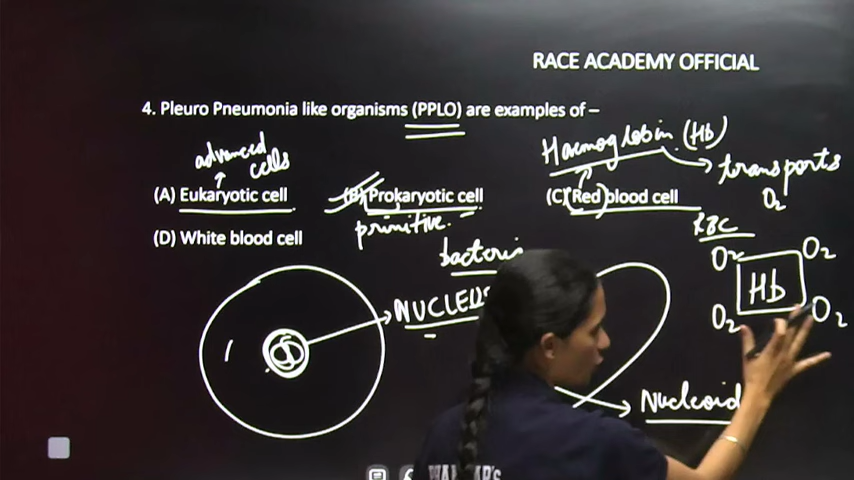 RACE ACADEMY OFFICIAL
4. Pleuro Pneumonia like organisms (PPLO) are examples of –
advanced cells
Haemoglobin (Hb)
transports O₂
(A) Eukaryotic cell
(B) Prokaryotic cell
(C) Red blood cell
primitive
RBC
(D) White blood cell
bacteria
O₂ O₂
Hb
O₂ O₂
NUCLEUS
Nucleoid